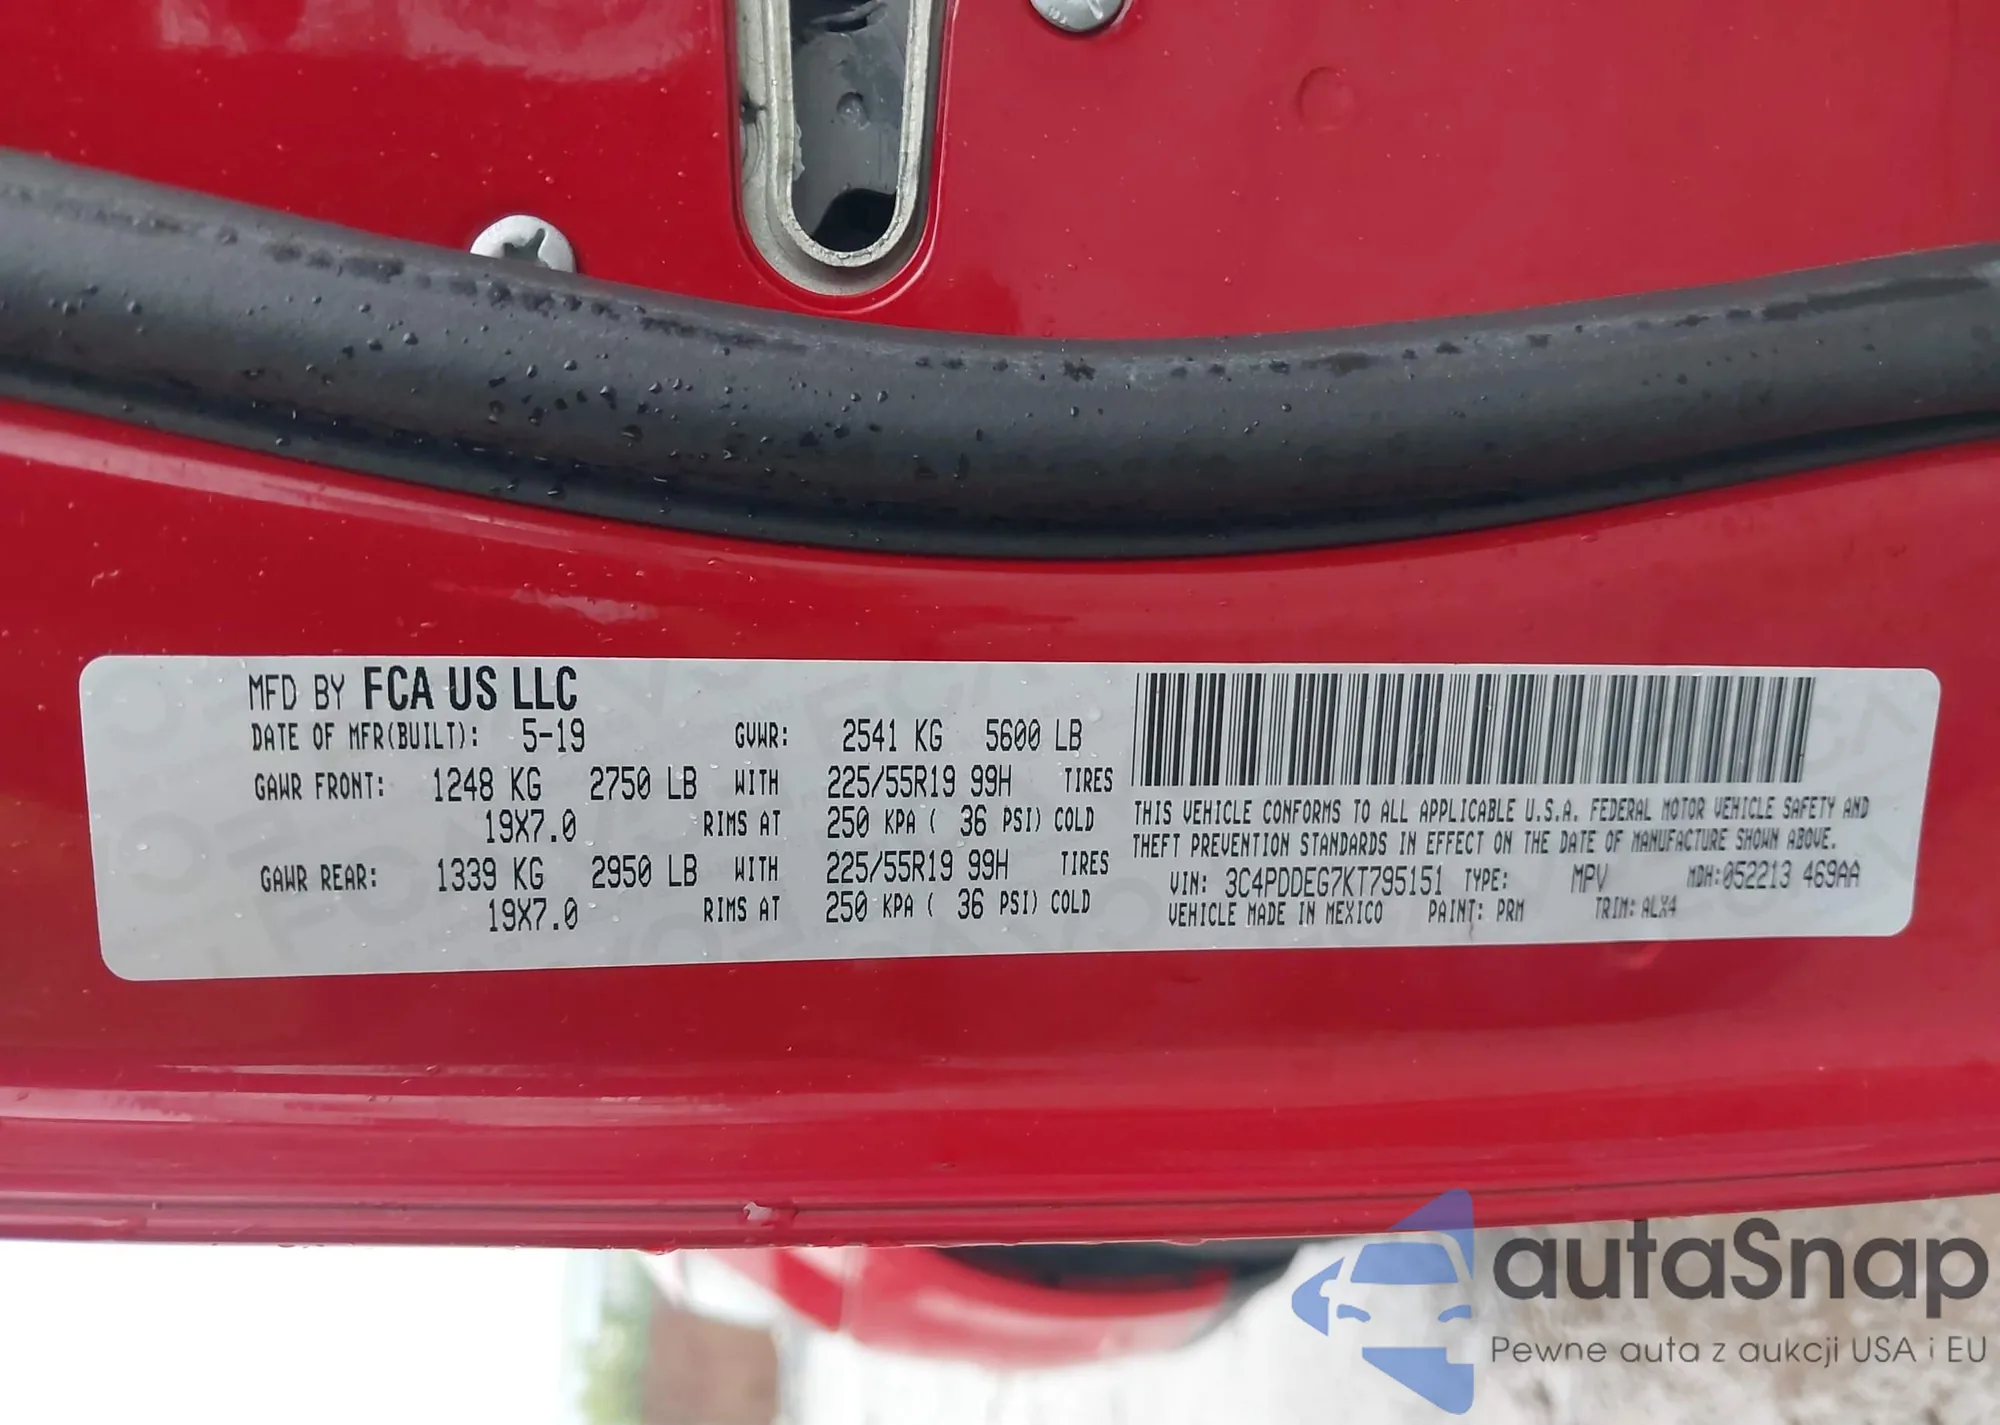 MFD BY FCA US LLC
DATE OF MFR(BUILT): 5-19 GVWR: 2541 KG 5600 LB
GAWR FRONT: 1248 KG 2750 LB WITH 225/55R19 99H TIRES
19X7.0 RIMS AT 250 KPA ( 36 PSI) COLD
GAWR REAR: 1339 KG 2950 LB WITH 225/55R19 99H TIRES
19X7.0 RIMS AT 250 KPA ( 36 PSI) COLD
THIS VEHICLE CONFORMS TO ALL APPLICABLE U.S.A. FEDERAL MOTOR VEHICLE SAFETY AND
THEFT PREVENTION STANDARDS IN EFFECT ON THE DATE OF MANUFACTURE SHOWN ABOVE.
VIN: 3C4PDDEG7KT795151 TYPE: MPV MDH:052213 469AA
VEHICLE MADE IN MEXICO PAINT: PRM TRIM: ALX4
autaSnap
Pewne auta z aukcji USA i EU